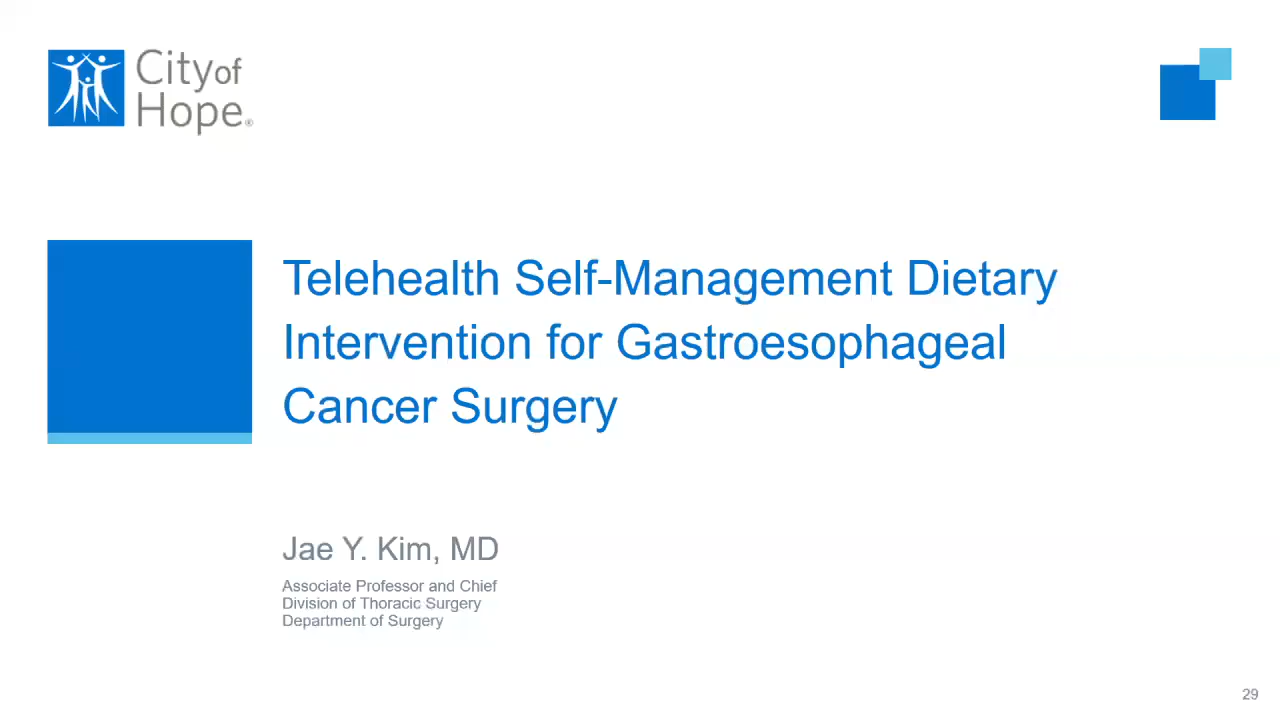 City of
Hope®
Telehealth Self-Management Dietary
Intervention for Gastroesophageal
Cancer Surgery
Jae Y. Kim, MD
Associate Professor and Chief
Division of Thoracic Surgery
Department of Surgery
29